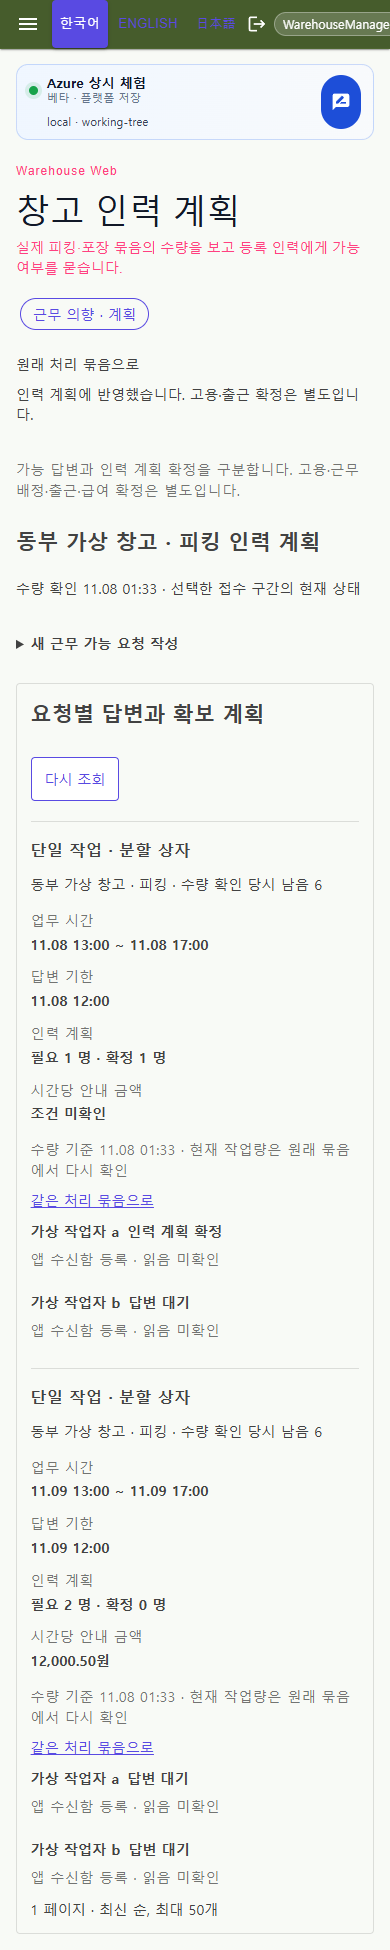 한국어 ENGLISH 日本語 WarehouseManage
Azure 상시 체험
베타 · 플랫폼 저장
local · working-tree
Warehouse Web
창고 인력 계획
실제 피킹·포장 묶음의 수량을 보고 등록 인력에게 가능
여부를 묻습니다.
근무 의향 · 계획
원래 처리 묶음으로
인력 계획에 반영했습니다. 고용·출근 확정은 별도입니
다.
가능 답변과 인력 계획 확정을 구분합니다. 고용·근무
배정·출근·급여 확정은 별도입니다.
동부 가상 창고 · 피킹 인력 계획
수량 확인 11.08 01:33 · 선택한 접수 구간의 현재 상태
▶ 새 근무 가능 요청 작성
요청별 답변과 확보 계획
다시 조회
단일 작업 · 분할 상자
동부 가상 창고 · 피킹 · 수량 확인 당시 남음 6
업무 시간
11.08 13:00 ~ 11.08 17:00
답변 기한
11.08 12:00
인력 계획
필요 1 명 · 확정 1 명
시간당 안내 금액
조건 미확인
수량 기준 11.08 01:33 · 현재 작업량은 원래 묶음
에서 다시 확인
같은 처리 묶음으로
가상 작업자 a 인력 계획 확정
앱 수신함 등록 · 읽음 미확인
가상 작업자 b 답변 대기
앱 수신함 등록 · 읽음 미확인
단일 작업 · 분할 상자
동부 가상 창고 · 피킹 · 수량 확인 당시 남음 6
업무 시간
11.09 13:00 ~ 11.09 17:00
답변 기한
11.09 12:00
인력 계획
필요 2 명 · 확정 0 명
시간당 안내 금액
12,000.50원
수량 기준 11.08 01:33 · 현재 작업량은 원래 묶음
에서 다시 확인
같은 처리 묶음으로
가상 작업자 a 답변 대기
앱 수신함 등록 · 읽음 미확인
가상 작업자 b 답변 대기
앱 수신함 등록 · 읽음 미확인
1 페이지 · 최신 순, 최대 50개